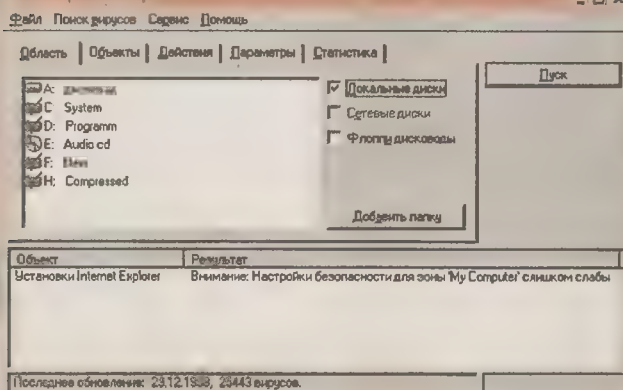 Файл Поиск вирусов Сервис Помощь
Область Объекты Действия Параметры Статистика
A:
C System
D: Programm
E: Audio cd
F:
H: Compressed
Локальные диски
Сетевые диски
Флоппи дисководы
Добавить папку
Пуск
Объект Результат
Установки Internet Explorer Внимание: Настройки безопасности для зоны 'My Computer' слишком слабы
Последнее обновление: 29.12.1998, 25443 вирусов.